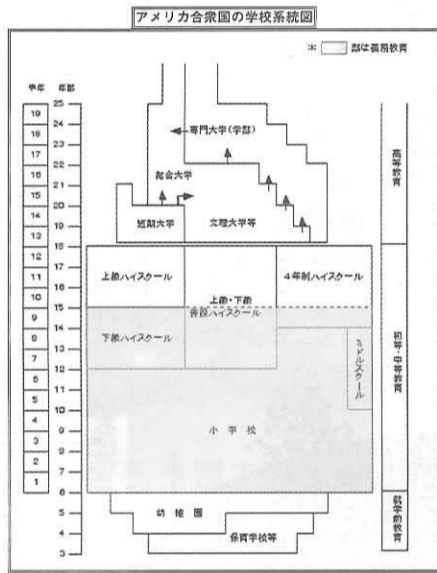 アメリカ合衆国の学校系統図
※ 部は義務教育
学年 年齢
25
19
24
18
23
17
22
16
21
15
20
14
19
13
18
12
17
11
16
10
15
9
14
8
13
7
12
6
11
5
10
4
9
3
8
2
7
1
6
5
4
3
専門大学(学部)
総合大学
短期大学
文理大学等
上級ハイスクール
上級・下級
併設ハイスクール
4年制ハイスクール
下級ハイスクール
ミドルスクール
小学校
幼稚園
保育学校等
高等教育
初等・中等教育
就学前教育